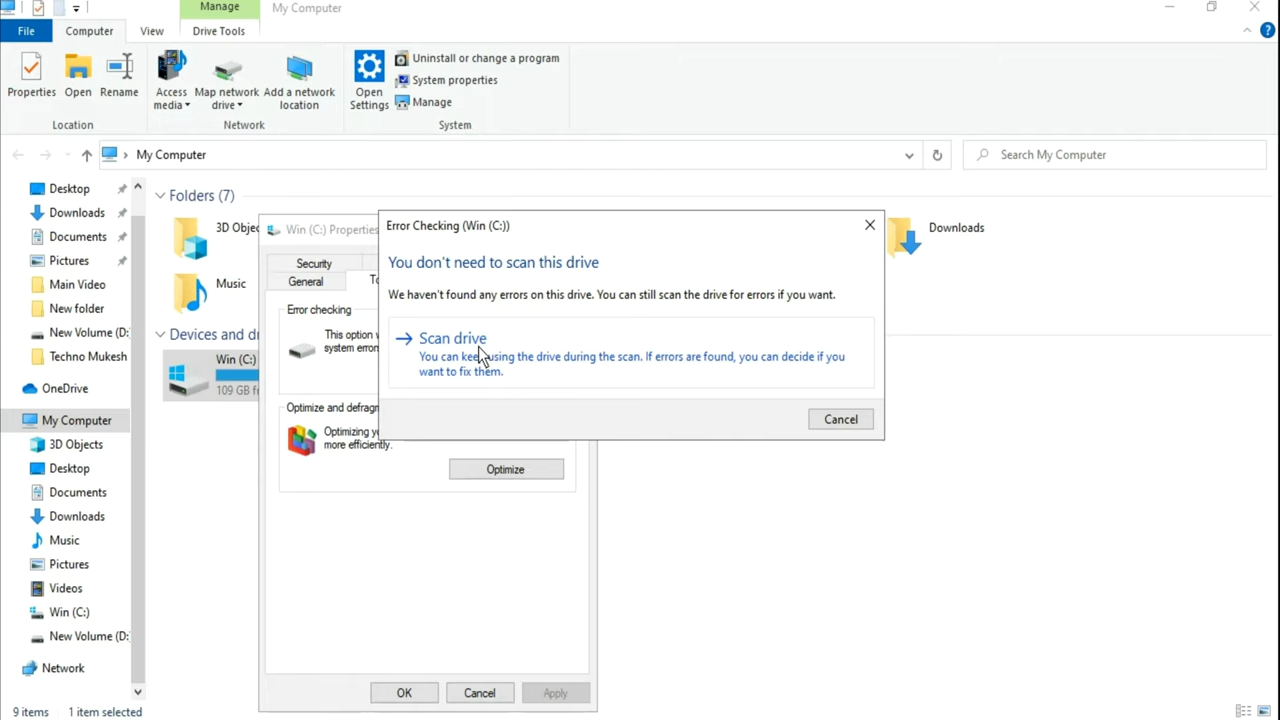 Manage
My Computer
File
Computer
View
Drive Tools
Properties
Open
Rename
Access
media
Map network
drive
Add a network
location
Open
Settings
Uninstall or change a program
System properties
Manage
Location
Network
System
My Computer
Search My Computer
Desktop
Downloads
Documents
Pictures
Main Video
New folder
New Volume (D:
Techno Mukesh
OneDrive
My Computer
3D Objects
Desktop
Documents
Downloads
Music
Pictures
Videos
Win (C:)
New Volume (D:
Network
Folders (7)
3D Objec
Music
Downloads
Devices and d
Win (C:)
109 GB f
Win (C:) Properties
Security
General
To
Error checking
This option
system error
Optimize and defrag
Optimizing
more efficiently.
Optimize
OK
Cancel
Apply
Error Checking (Win (C:))
You don't need to scan this drive
We haven't found any errors on this drive. You can still scan the drive for errors if you want.
Scan drive
You can using the drive during the scan. If errors are found, you can decide if you
want to fix them.
Cancel
9 items
1 item selected